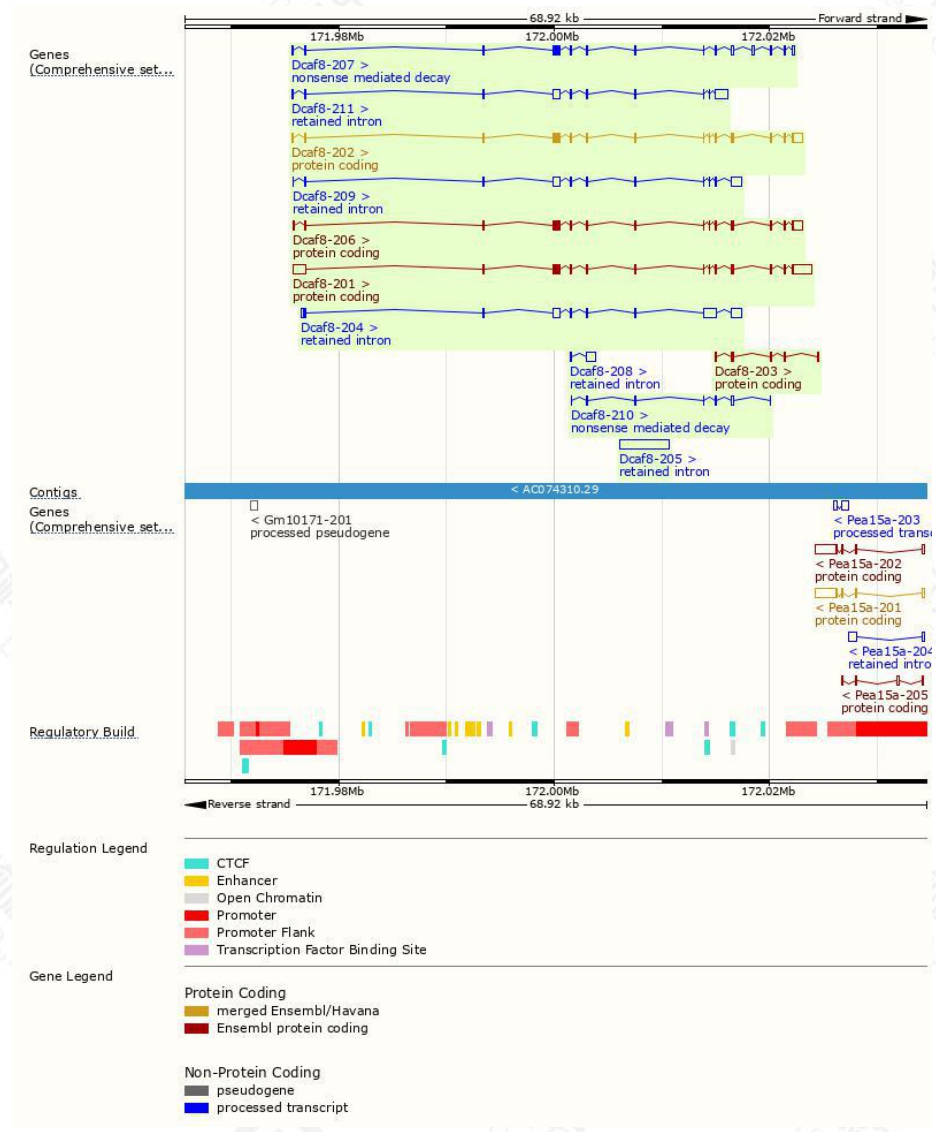 68.92 kb
Forward strand
171.98Mb
172.00Mb
172.02Mb
Genes
(Comprehensive set...
Dcaf8-207 >
nonsense mediated decay
Dcaf8-211 >
retained intron
Dcaf8-202 >
protein coding
Dcaf8-209 >
retained intron
Dcaf8-206 >
protein coding
Dcaf8-201 >
protein coding
Dcaf8-204 >
retained intron
Dcaf8-208 >
retained intron
Dcaf8-203 >
protein coding
Dcaf8-210 >
nonsense mediated decay
Dcaf8-205 >
retained intron
Contigs
< AC074310.29
Genes
(Comprehensive set...
< Gm10171-201
processed pseudogene
< Pea15a-203
processed transc
< Pea15a-202
protein coding
< Pea15a-201
protein coding
< Pea15a-204
retained intro
< Pea15a-205
protein coding
Regulatory Build
171.98Mb
172.00Mb
172.02Mb
Reverse strand
68.92 kb
Regulation Legend
CTCF
Enhancer
Open Chromatin
Promoter
Promoter Flank
Transcription Factor Binding Site
Gene Legend
Protein Coding
merged Ensembl/Havana
Ensembl protein coding
Non-Protein Coding
pseudogene
processed transcript